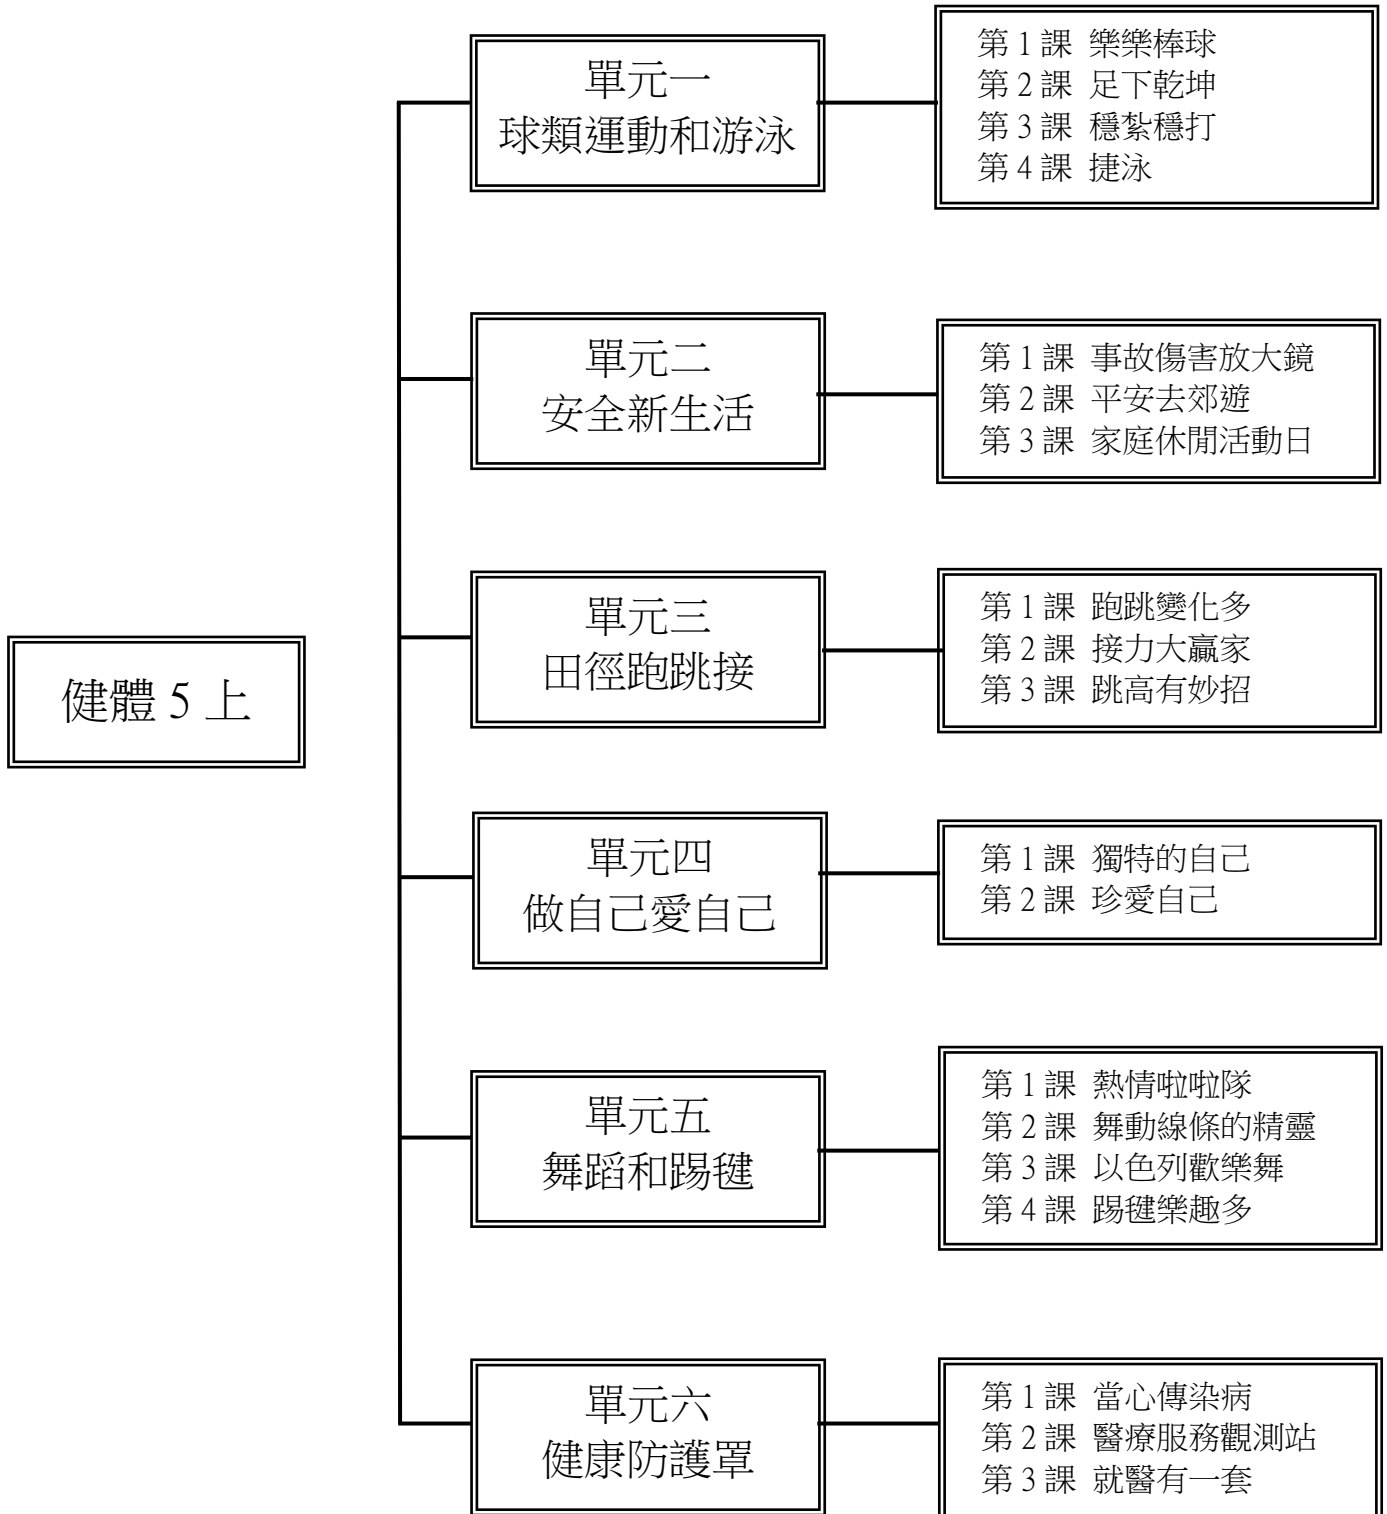 健體 5 上
單元一
球類運動和游泳
第 1 課 樂樂棒球
第 2 課 足下乾坤
第 3 課 穩紮穩打
第 4 課 捷泳
單元二
安全新生活
第 1 課 事故傷害放大鏡
第 2 課 平安去郊遊
第 3 課 家庭休閒活動日
單元三
田徑跑跳接
第 1 課 跑跳變化多
第 2 課 接力大贏家
第 3 課 跳高有妙招
單元四
做自己愛自己
第 1 課 獨特的自己
第 2 課 珍愛自己
單元五
舞蹈和踢毽
第 1 課 熱情啦啦隊
第 2 課 舞動線條的精靈
第 3 課 以色列歡樂舞
第 4 課 踢毽樂趣多
單元六
健康防護罩
第 1 課 當心傳染病
第 2 課 醫療服務觀測站
第 3 課 就醫有一套